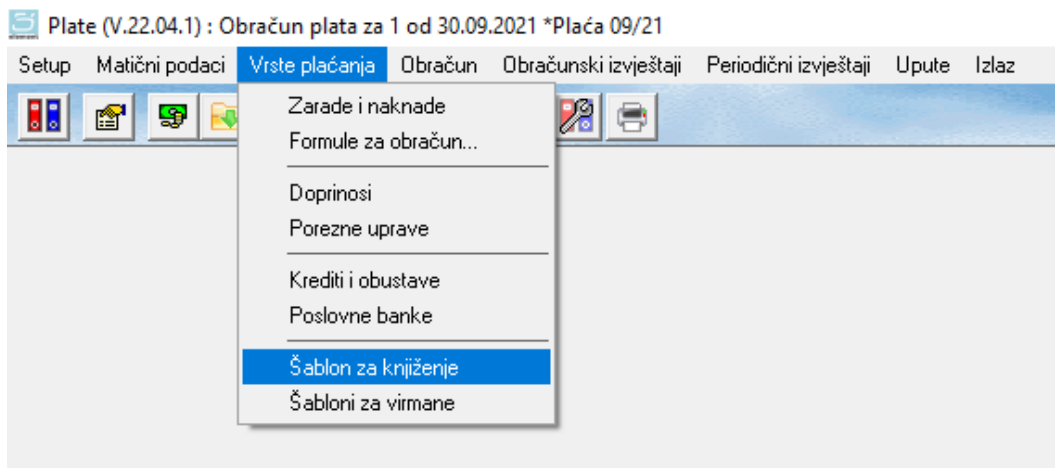 Plate (V.22.04.1) : Obračun plata za 1 od 30.09.2021 *Plaća 09/21
Setup Matični podaci Vrste plaćanja Obračun Obračunski izvještaji Periodični izvještaji Upute Izlaz
Zarade i naknade
Formule za obračun...
Doprinosi
Porezne uprave
Krediti i obustave
Poslovne banke
Šablon za knjiženje
Šabloni za virmane